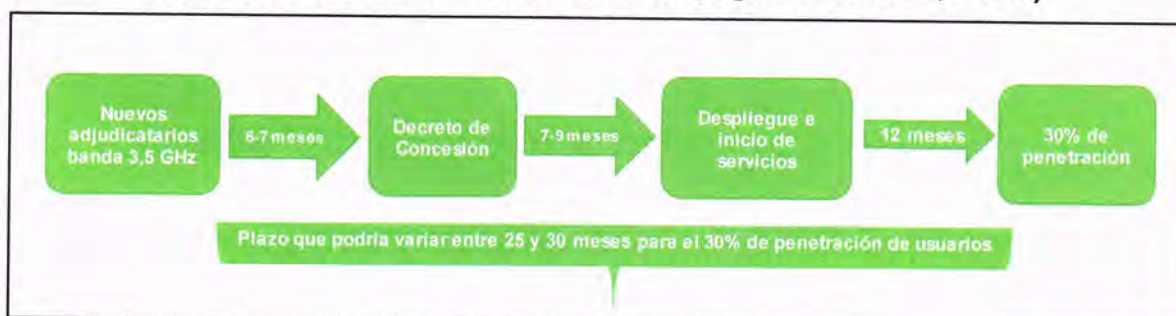 Nuevos
adjudicatarios
banda 3,5 GHz
6-7 meses
Decreto de
Concesión
7-9 meses
Despliegue e
inicio de
servicios
12 meses
30% de
penetración
Plazo que podría variar entre 25 y 30 meses para el 30% de penetración de usuarios